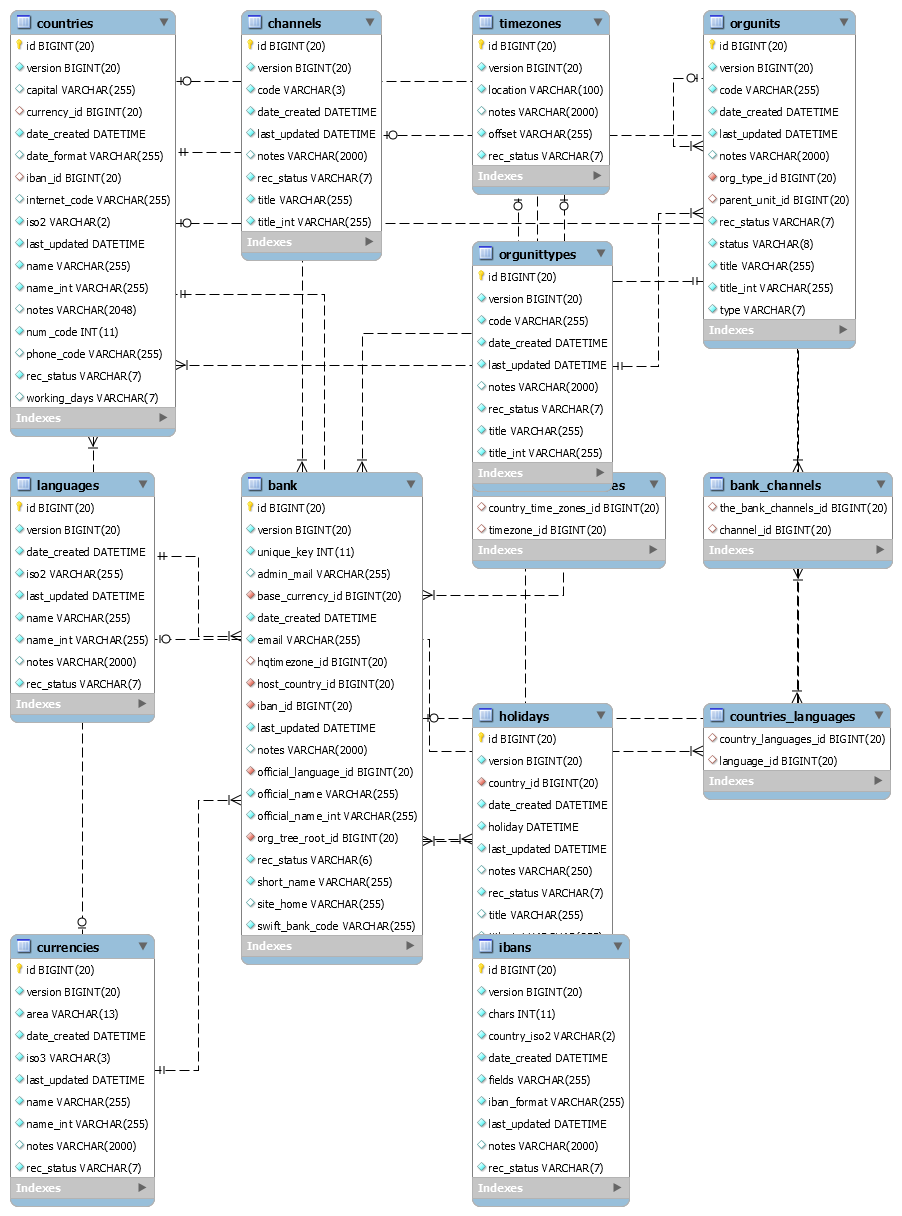 countries
id BIGINT(20)
version BIGINT(20)
capital VARCHAR(255)
currency_id BIGINT(20)
date_created DATETIME
date_format VARCHAR(255)
iban_id BIGINT(20)
internet_code VARCHAR(255)
iso2 VARCHAR(2)
last_updated DATETIME
name VARCHAR(255)
name_int VARCHAR(255)
notes VARCHAR(2048)
num_code INT(11)
phone_code VARCHAR(255)
rec_status VARCHAR(7)
working_days VARCHAR(7)
Indexes
channels
id BIGINT(20)
version BIGINT(20)
code VARCHAR(3)
date_created DATETIME
last_updated DATETIME
notes VARCHAR(2000)
rec_status VARCHAR(7)
title VARCHAR(255)
title_int VARCHAR(255)
Indexes
timezones
id BIGINT(20)
version BIGINT(20)
location VARCHAR(100)
notes VARCHAR(2000)
offset VARCHAR(255)
rec_status VARCHAR(7)
Indexes
orgunits
id BIGINT(20)
version BIGINT(20)
code VARCHAR(255)
date_created DATETIME
last_updated DATETIME
notes VARCHAR(2000)
org_type_id BIGINT(20)
parent_unit_id BIGINT(20)
rec_status VARCHAR(7)
status VARCHAR(8)
title VARCHAR(255)
title_int VARCHAR(255)
type VARCHAR(7)
Indexes
orgunittypes
id BIGINT(20)
version BIGINT(20)
code VARCHAR(255)
date_created DATETIME
last_updated DATETIME
notes VARCHAR(2000)
rec_status VARCHAR(7)
title VARCHAR(255)
title_int VARCHAR(255)
Indexes
languages
id BIGINT(20)
version BIGINT(20)
date_created DATETIME
iso2 VARCHAR(255)
last_updated DATETIME
name VARCHAR(255)
name_int VARCHAR(255)
notes VARCHAR(2000)
rec_status VARCHAR(7)
Indexes
bank
id BIGINT(20)
version BIGINT(20)
unique_key INT(11)
admin_mail VARCHAR(255)
base_currency_id BIGINT(20)
date_created DATETIME
email VARCHAR(255)
hqtimezone_id BIGINT(20)
host_country_id BIGINT(20)
iban_id BIGINT(20)
last_updated DATETIME
notes VARCHAR(2000)
official_language_id BIGINT(20)
official_name VARCHAR(255)
official_name_int VARCHAR(255)
org_tree_root_id BIGINT(20)
rec_status VARCHAR(6)
short_name VARCHAR(255)
site_home VARCHAR(255)
swift_bank_code VARCHAR(255)
Indexes
es
country_time_zones_id BIGINT(20)
timezone_id BIGINT(20)
Indexes
bank_channels
the_bank_channels_id BIGINT(20)
channel_id BIGINT(20)
Indexes
holidays
id BIGINT(20)
version BIGINT(20)
country_id BIGINT(20)
date_created DATETIME
holiday DATETIME
last_updated DATETIME
notes VARCHAR(250)
rec_status VARCHAR(7)
title VARCHAR(255)
countries_languages
country_languages_id BIGINT(20)
language_id BIGINT(20)
Indexes
currencies
id BIGINT(20)
version BIGINT(20)
area VARCHAR(13)
date_created DATETIME
iso3 VARCHAR(3)
last_updated DATETIME
name VARCHAR(255)
name_int VARCHAR(255)
notes VARCHAR(2000)
rec_status VARCHAR(7)
Indexes
ibans
id BIGINT(20)
version BIGINT(20)
chars INT(11)
country_iso2 VARCHAR(2)
date_created DATETIME
fields VARCHAR(255)
iban_format VARCHAR(255)
last_updated DATETIME
notes VARCHAR(2000)
rec_status VARCHAR(7)
Indexes